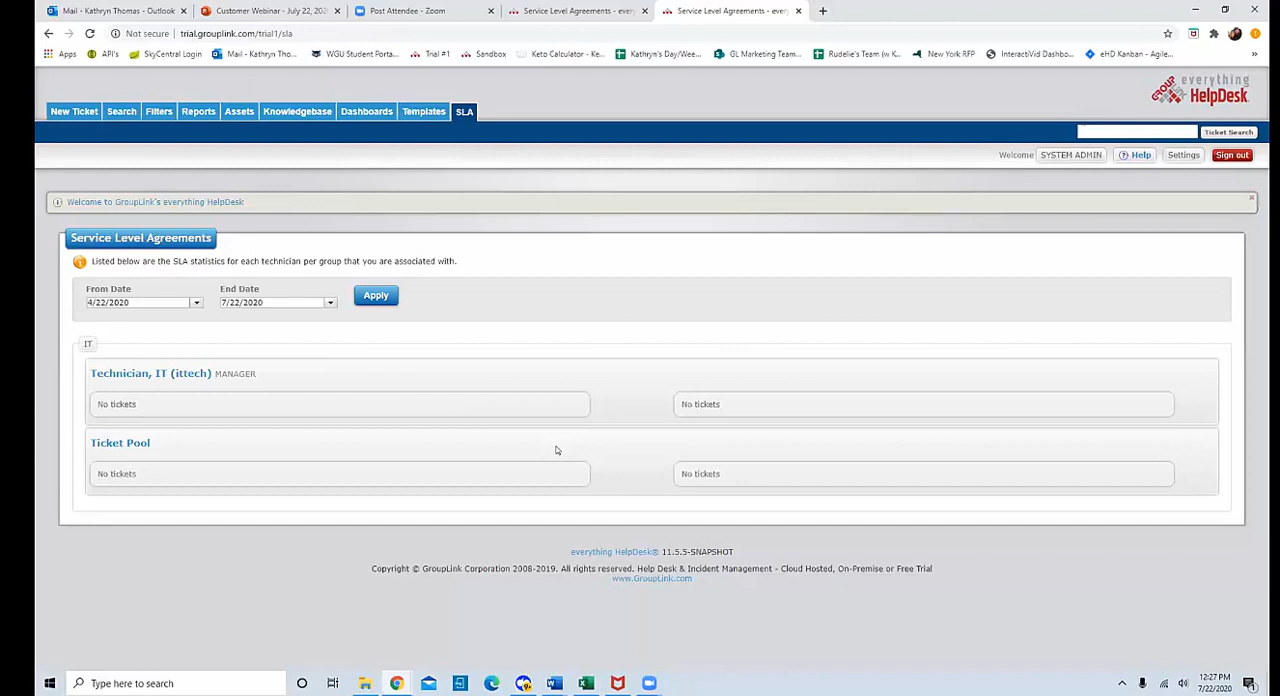 Mail - Kathryn Thomas - Outlook
Customer Webinar - July 22, 202
Post Attendee - Zoom
Service Level Agreements - ever
Service Level Agreements - ever
Not secure | trial.grouplink.com/trial1/sla
Apps
API's
SkyCentral Login
Mail - Kathryn Tho...
WGU Student Porta...
Trial #1
Sandbox
Keto Calculator - Ke...
Kathryn's Day/Wee...
GL Marketing Team...
Rudelie's Team (w K...
New York RFP
InteractiVid Dashbo...
eHD Kanban - Agile...
»
GROUP LINK
everything
HelpDesk
New Ticket
Search
Filters
Reports
Assets
Knowledgebase
Dashboards
Templates
SLA
Ticket Search
Welcome
SYSTEM ADMIN
Help
Settings
Sign out
Welcome to GroupLink's everything HelpDesk
Service Level Agreements
Listed below are the SLA statistics for each technician per group that you are associated with.
From Date
End Date
4/22/2020
7/22/2020
Apply
IT
Technician, IT (ittech) MANAGER
No tickets
No tickets
Ticket Pool
No tickets
No tickets
everything HelpDesk® 11.5.5-SNAPSHOT
Copyright © GroupLink Corporation 2008-2019. All rights reserved. Help Desk & Incident Management - Cloud Hosted, On-Premise or Free Trial
www.GroupLink.com
Type here to search
12:27 PM
7/22/2020